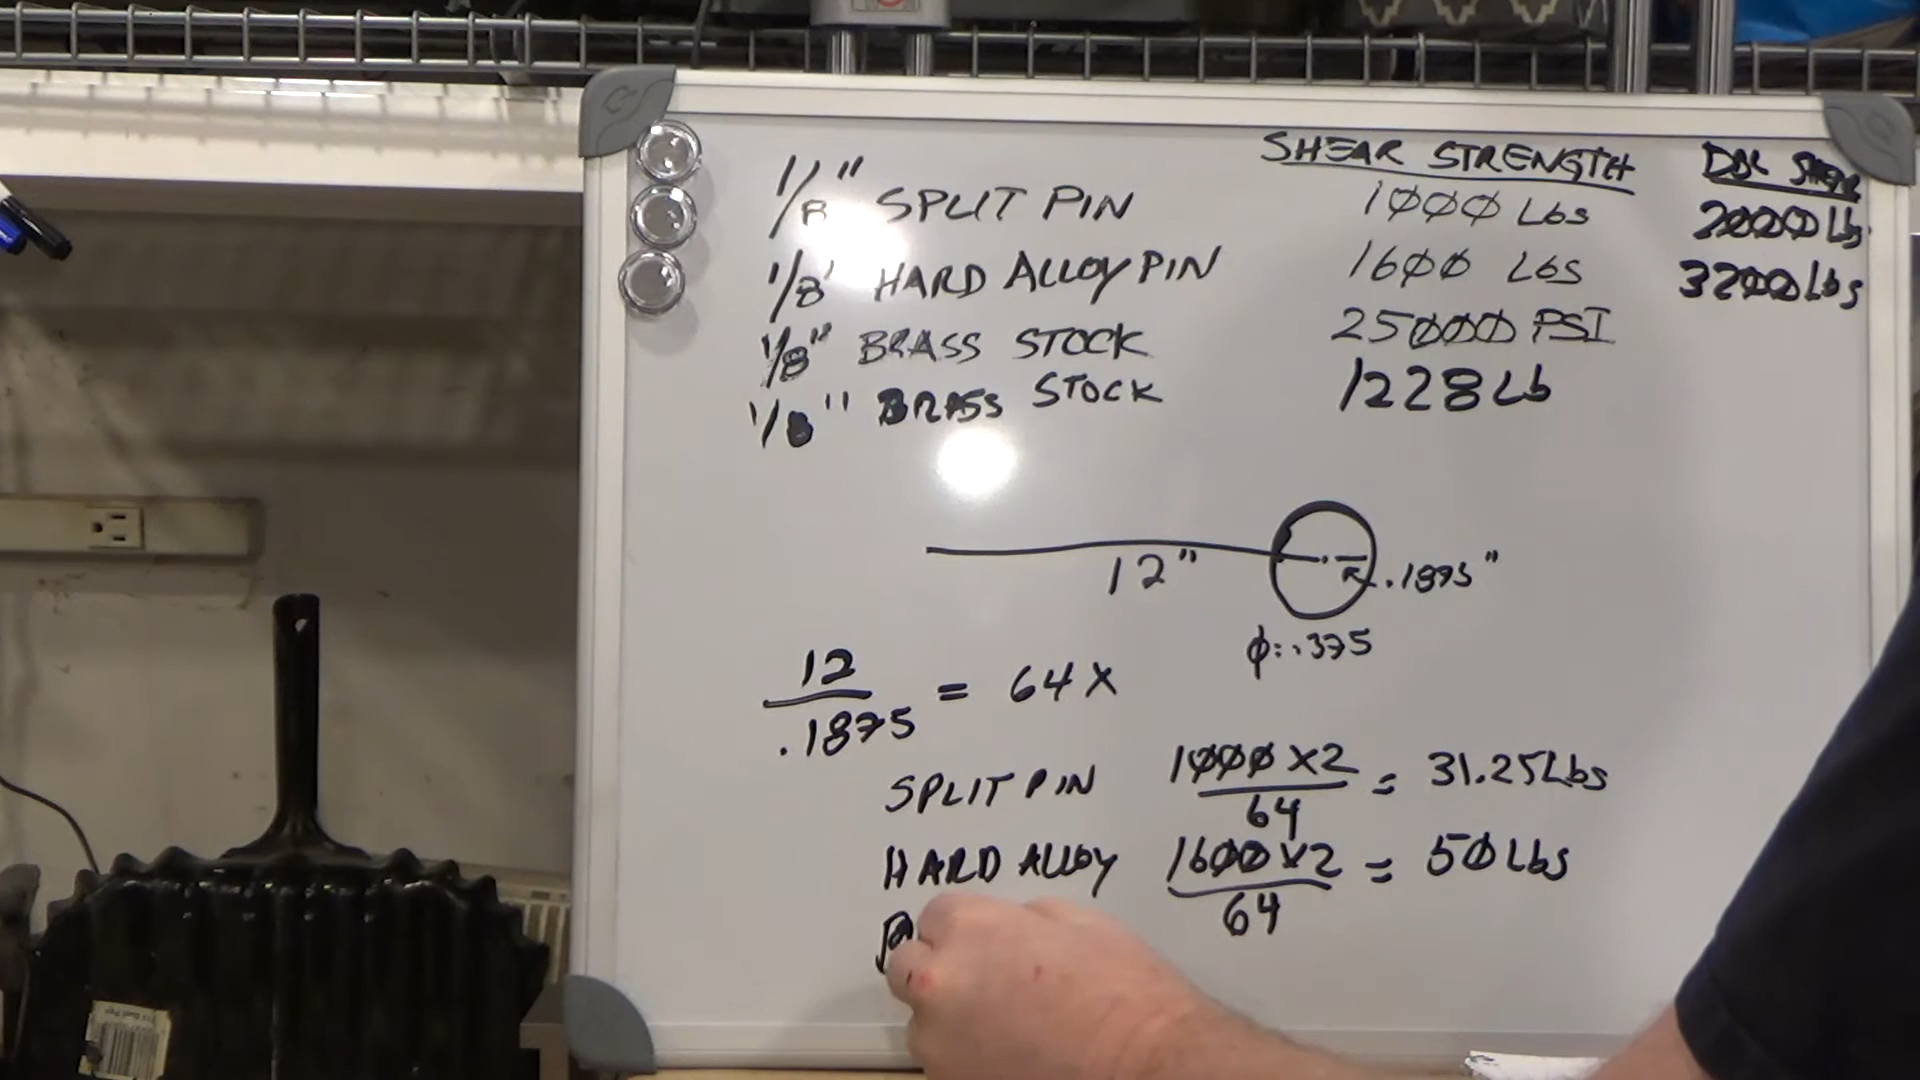 SHEAR STRENGTH DBL SHEAR
1/8" SPLIT PIN 1000 Lbs 2000 Lbs
1/8" HARD ALLOY PIN 1600 Lbs 3200 Lbs
1/8" BRASS STOCK 25000 PSI
1/8" BRASS STOCK 1228 Lb
12" .1875"
φ=.375
12
.1875 = 64 X
SPLIT PIN 1000 X2 = 31.25 Lbs
64
HARD ALLOY 1600 X2 = 50 Lbs
64